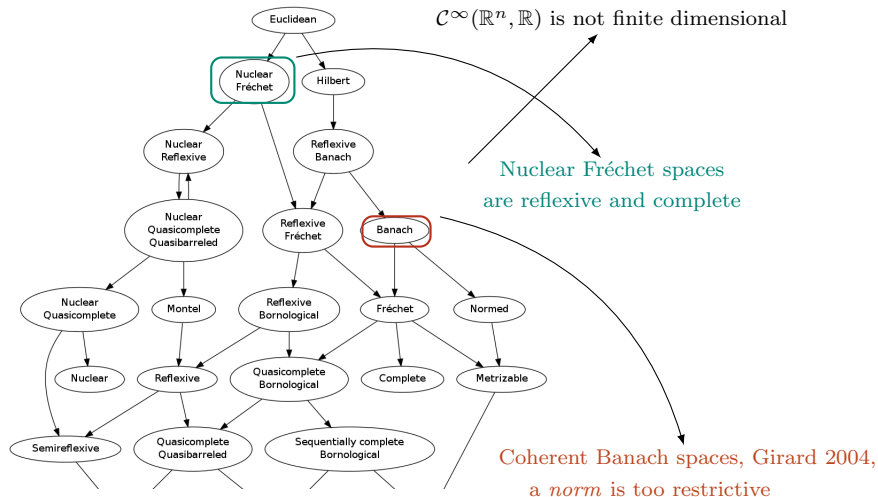 Euclidean
𝒞^∞(ℝ^n, ℝ) is not finite dimensional
Nuclear
Fréchet
Hilbert
Nuclear
Reflexive
Reflexive
Banach
Nuclear Fréchet spaces
are reflexive and complete
Nuclear
Quasicomplete
Quasibarreled
Reflexive
Fréchet
Banach
Nuclear
Quasicomplete
Montel
Reflexive
Bornological
Fréchet
Normed
Nuclear
Reflexive
Quasicomplete
Bornological
Complete
Metrizable
Semireflexive
Quasicomplete
Quasibarreled
Sequentially complete
Bornological
Coherent Banach spaces, Girard 2004,
a norm is too restrictive